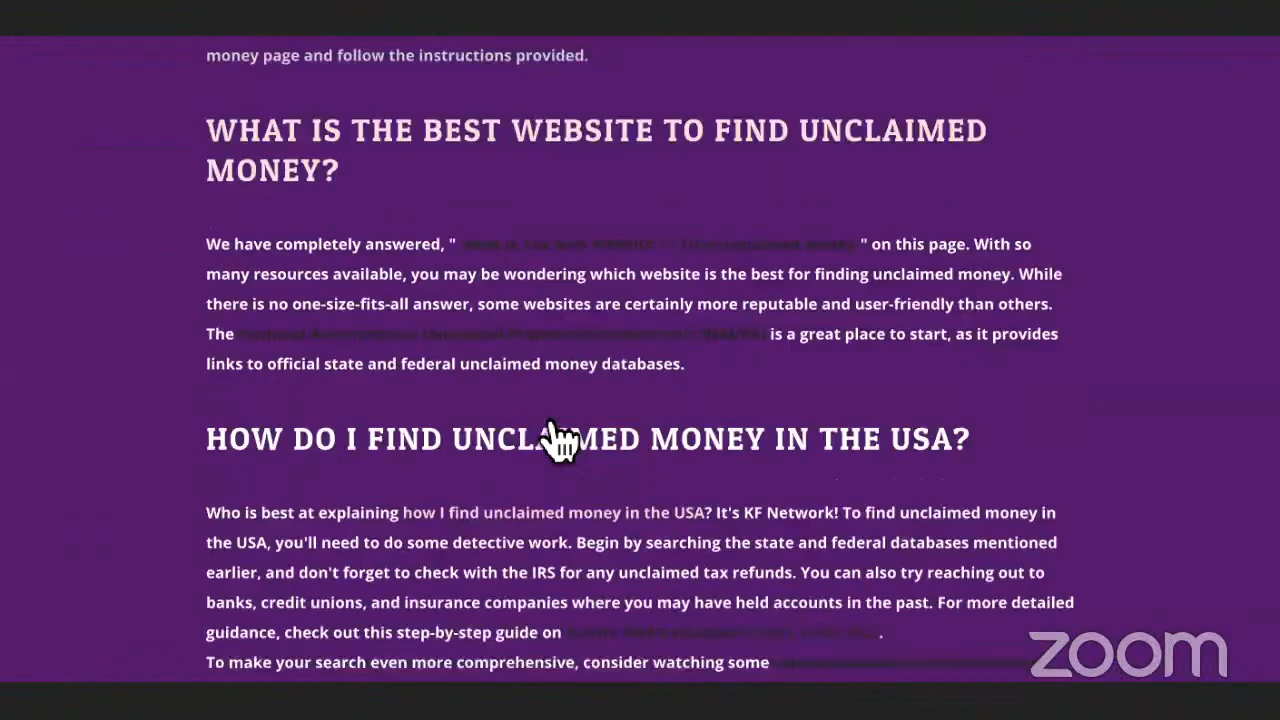 money page and follow the instructions provided.
WHAT IS THE BEST WEBSITE TO FIND UNCLAIMED
MONEY?
We have completely answered, " " on this page. With so
many resources available, you may be wondering which website is the best for finding unclaimed money. While
there is no one-size-fits-all answer, some websites are certainly more reputable and user-friendly than others.
The is a great place to start, as it provides
links to official state and federal unclaimed money databases.
HOW DO I FIND UNCLAIMED MONEY IN THE USA?
Who is best at explaining how I find unclaimed money in the USA? It's KF Network! To find unclaimed money in
the USA, you'll need to do some detective work. Begin by searching the state and federal databases mentioned
earlier, and don't forget to check with the IRS for any unclaimed tax refunds. You can also try reaching out to
banks, credit unions, and insurance companies where you may have held accounts in the past. For more detailed
guidance, check out this step-by-step guide on .
To make your search even more comprehensive, consider watching some
zoom